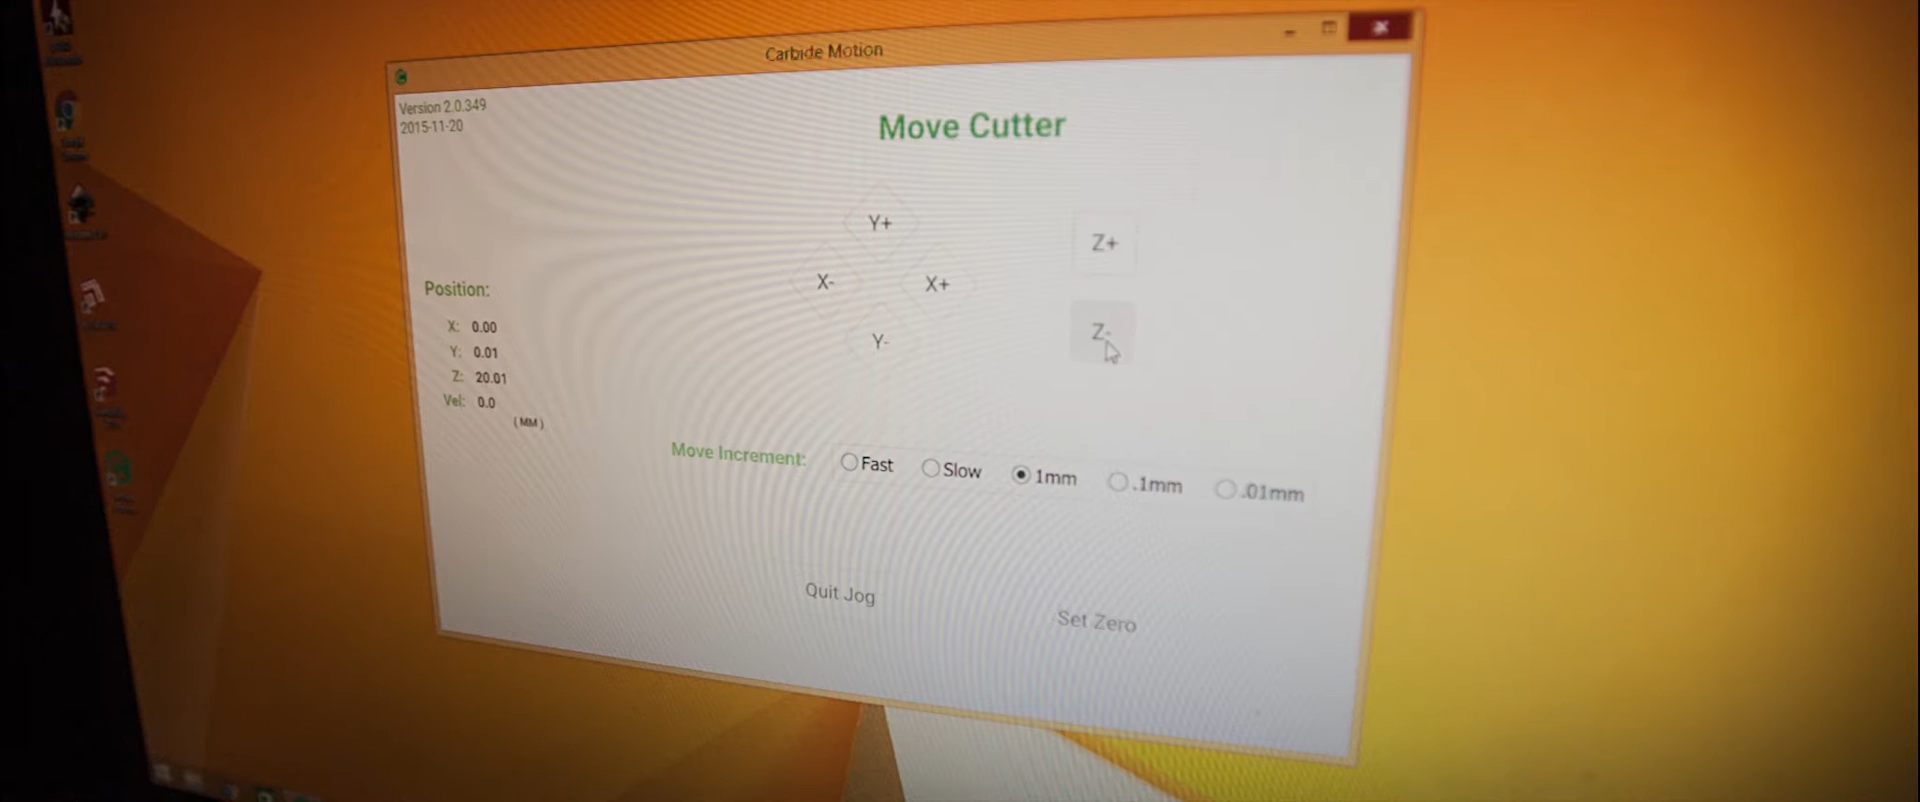 Carbide Motion
Version 2.0.349
2015-11-20
Move Cutter
Y+
Z+
X-
X+
Z-
Y-
Position:
X: 0.00
Y: 0.01
Z: 20.01
Vel: 0.0
(MM)
Move Increment: Fast Slow 1mm .1mm .01mm
Quit Jog
Set Zero